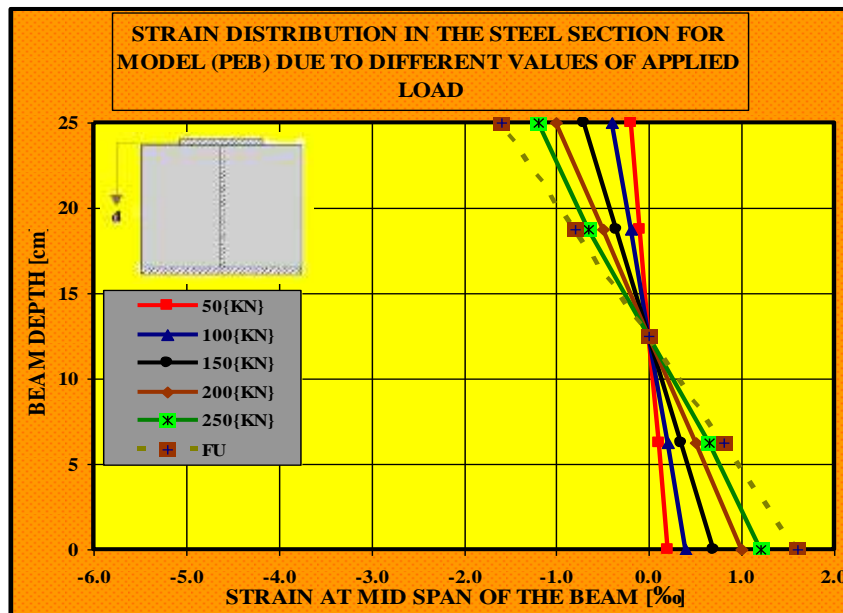 STRAIN DISTRIBUTION IN THE STEEL SECTION FOR
MODEL (PEB) DUE TO DIFFERENT VALUES OF APPLIED
LOAD
25
20
15
10
5
0
BEAM DEPTH [cm]
d
50{KN}
100{KN}
150{KN}
200{KN}
250{KN}
FU
-6.0 -5.0 -4.0 -3.0 -2.0 -1.0 0.0 1.0 2.0
STRAIN AT MID SPAN OF THE BEAM [‰]